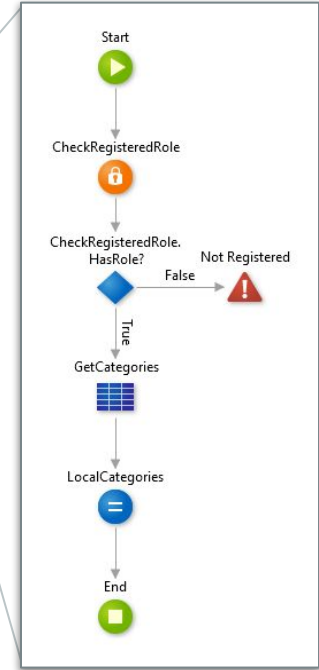 Start
CheckRegisteredRole
CheckRegisteredRole.
HasRole?
Not Registered
False
True
GetCategories
LocalCategories
End